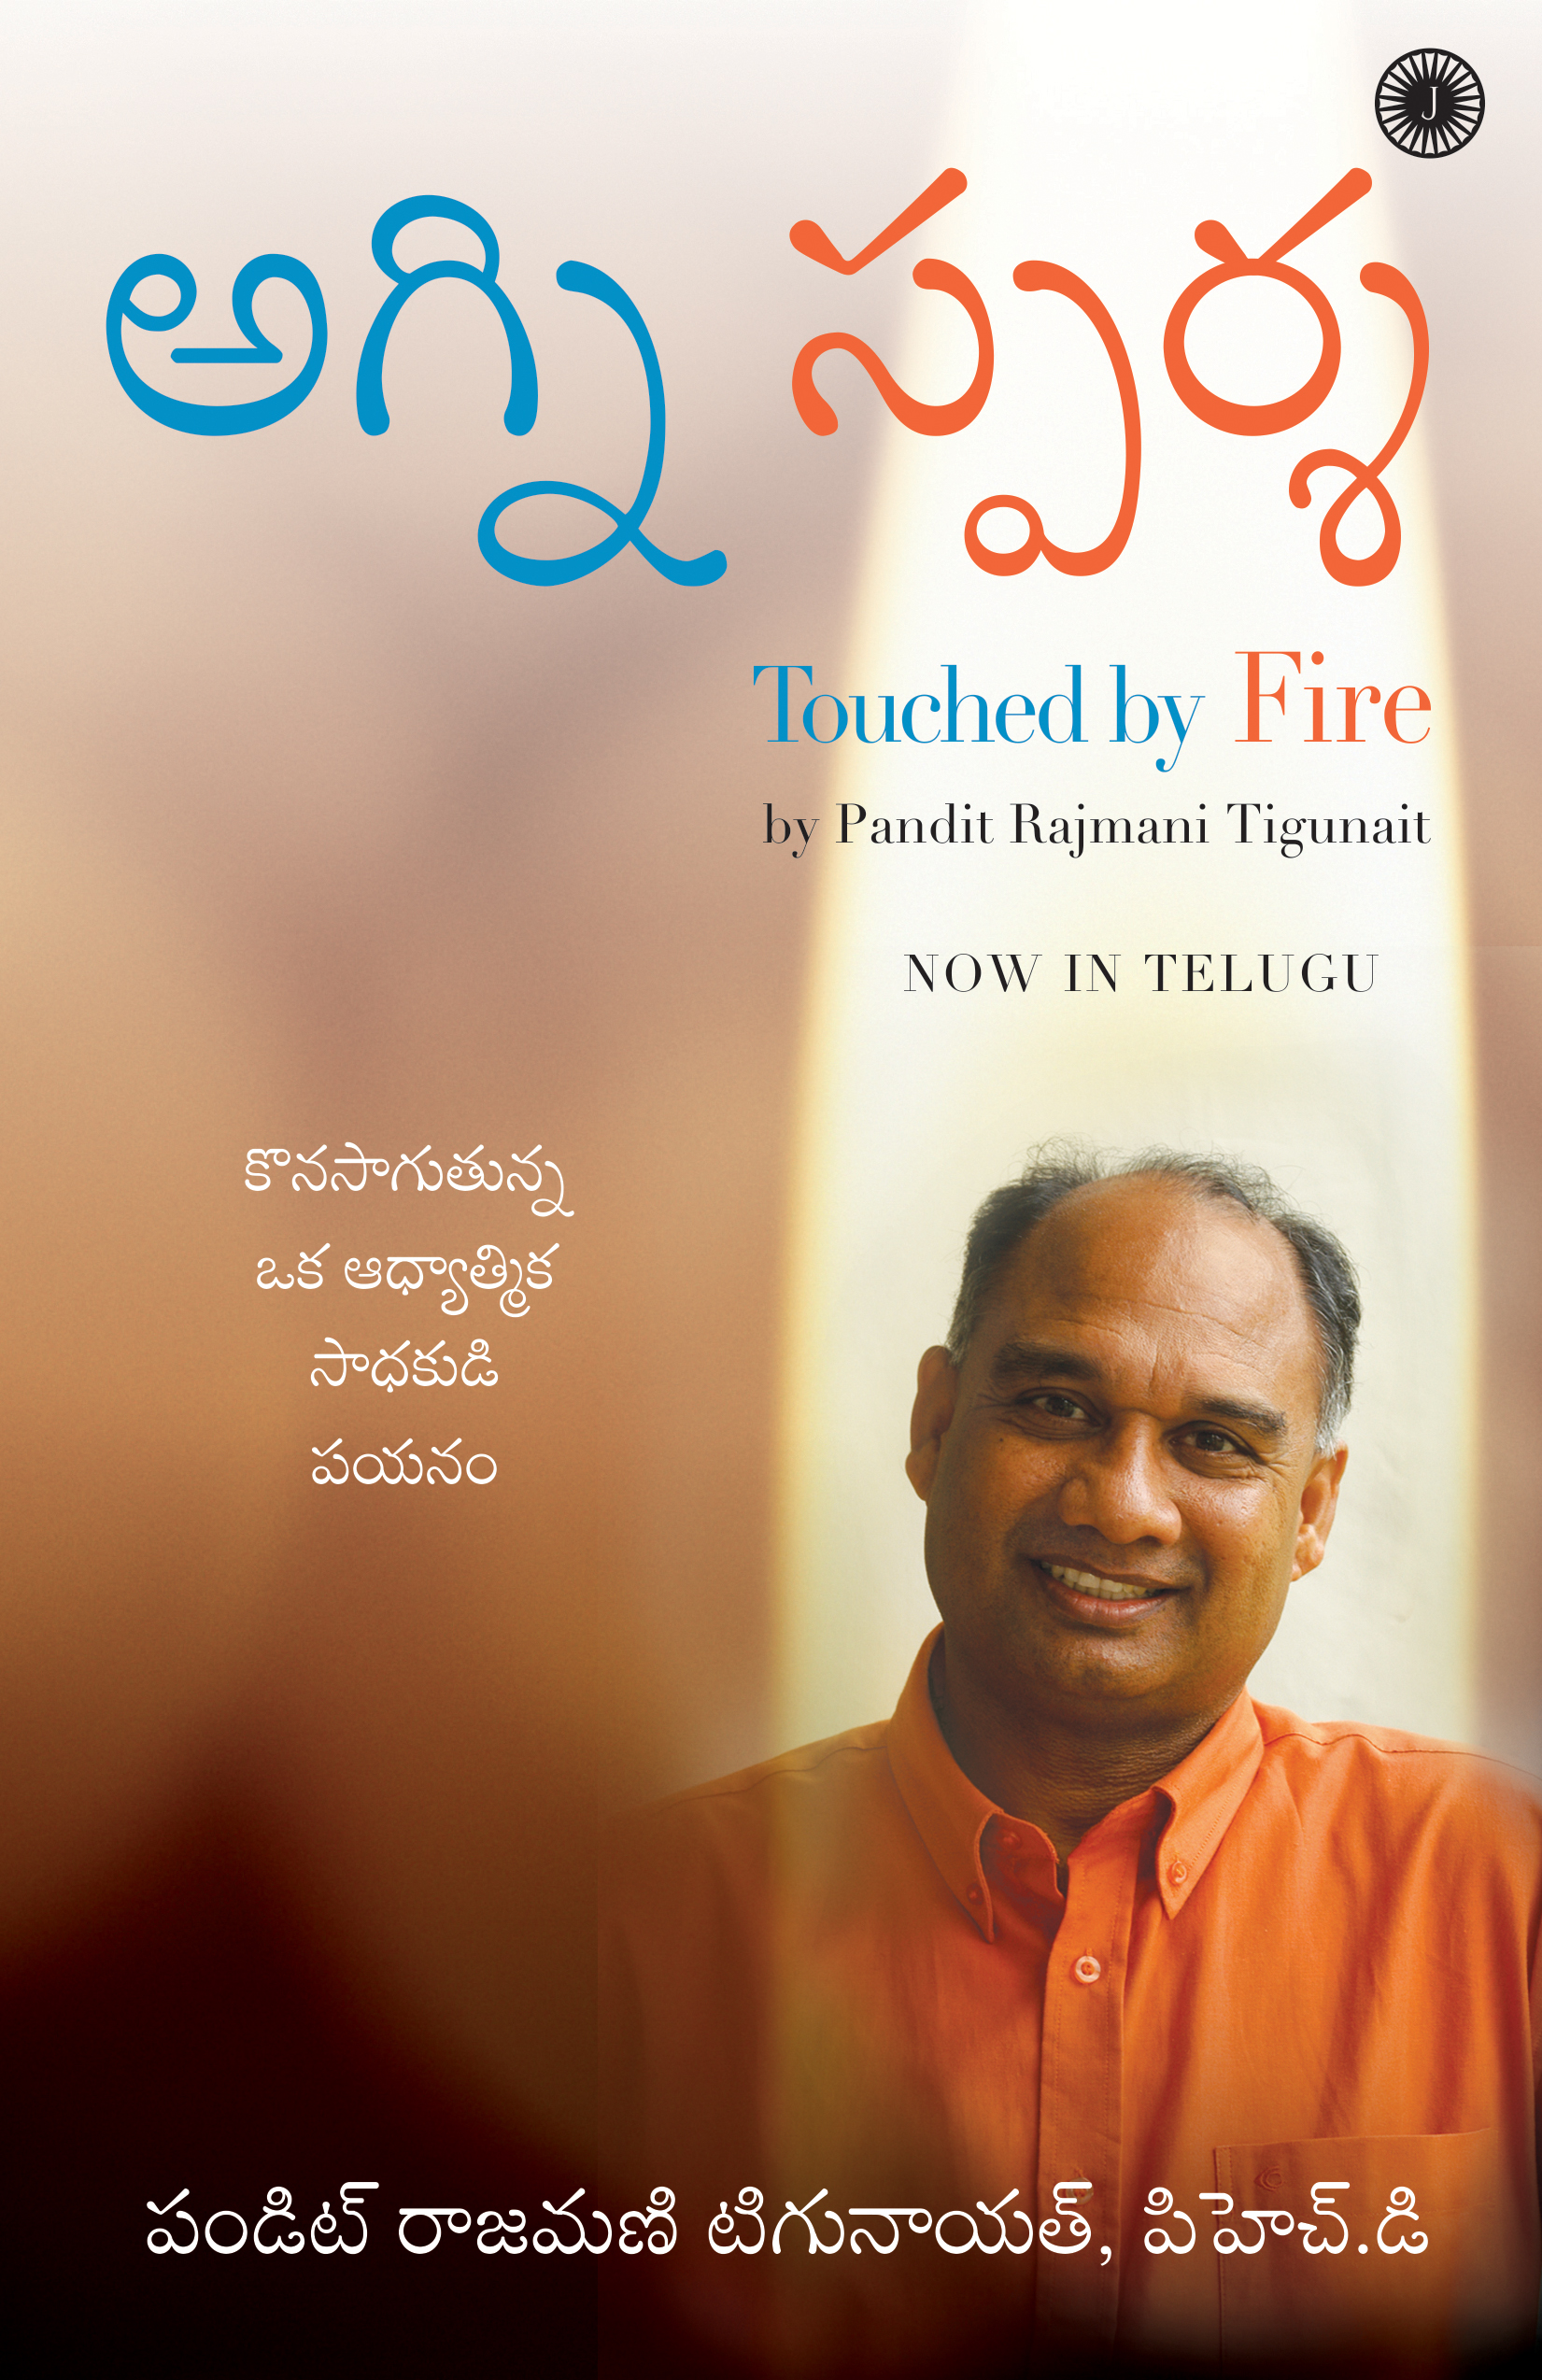 J
అగ్ని స్పర్శ
Touched by Fire
by Pandit Rajmani Tigunait
NOW IN TELUGU
కొనసాగుతున్న
ఒక ఆధ్యాత్మిక
సాధకుడి
పయనం
పండిట్ రాజమణి టిగునాయత్, పిహెచ్.డి